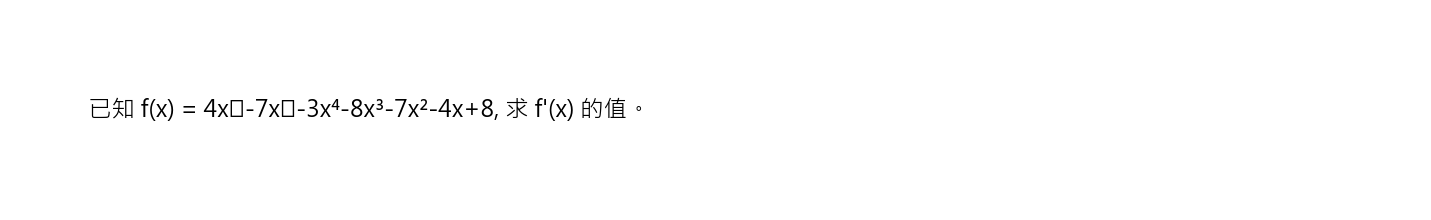 已知 f(x) = 4x▯-7x▯-3x⁴-8x³-7x²-4x+8, 求 f'(x) 的值。